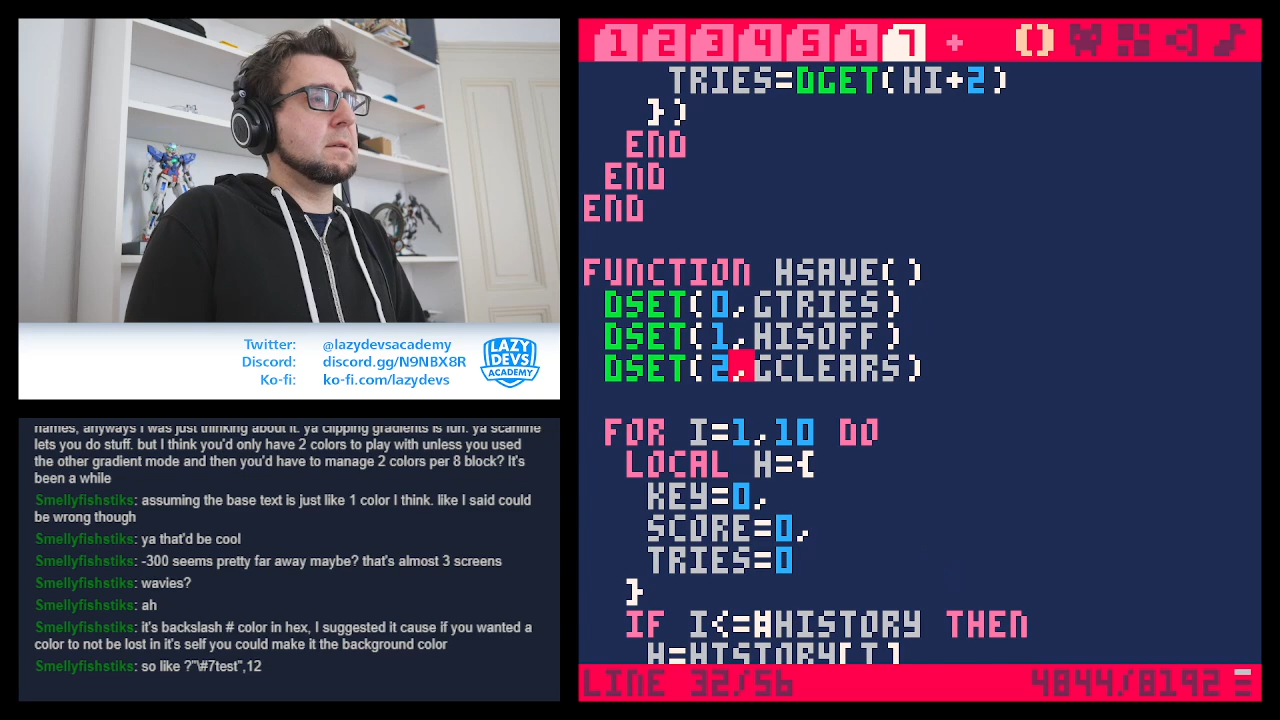 Twitter: @lazydevsacademy
Discord: discord.gg/N9NBX8R
Ko-fi: ko-fi.com/lazydevs
LAZY
DEVS
ACADEMY
names, anyways I was just thinking about it. ya clipping gradients is fun. ya scanline
lets you do stuff. but I think you'd only have 2 colors to play with unless you used
the other gradient mode and then you'd have to manage 2 colors per 8 block? It's
been a while
Smellyfishstiks: assuming the base text is just like 1 color I think. like I said could
be wrong though
Smellyfishstiks: ya that'd be cool
Smellyfishstiks: -300 seems pretty far away maybe? that's almost 3 screens
Smellyfishstiks: wavies?
Smellyfishstiks: ah
Smellyfishstiks: it's backslash # color in hex, I suggested it cause if you wanted a
color to not be lost in it's self you could make it the background color
Smellyfishstiks: so like ?"\#7test",12
1 2 3 4 5 6 7 +
TRIES=DGET(HI+2)
})
END
END
END
FUNCTION HSAVE()
DSET(0,GTRIES)
DSET(1,HISOFF)
DSET(2,GCLEARS)
FOR I=1,10 DO
LOCAL H={
KEY=0,
SCORE=0,
TRIES=0
}
IF I<=#HISTORY THEN
H=HISTORY[I]
LINE 32/56 4844/8192